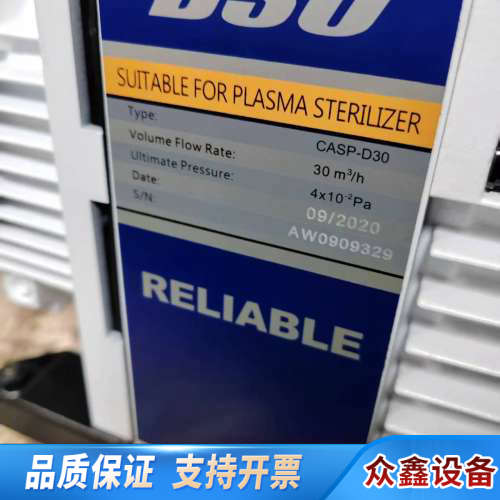 D30
SUITABLE FOR PLASMA STERILIZER
Type: CASP-D30
Volume Flow Rate: 30 m³/h
Ultimate Pressure: 4x10⁻²Pa
Date: 09/2020
S/N: AW0909329
RELIABLE
品质保证 支持开票 众鑫设备